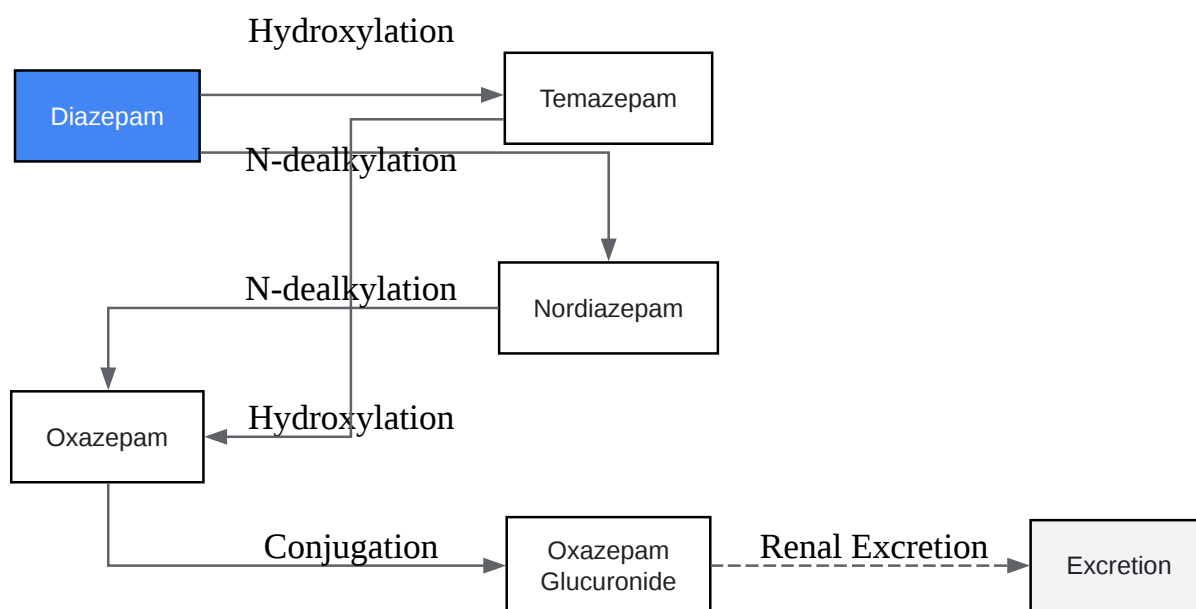 Hydroxylation
Diazepam
Temazepam
N-dealkylation
N-dealkylation
Nordiazepam
Hydroxylation
Oxazepam
Conjugation
Oxazepam
Glucuronide
Renal Excretion
Excretion